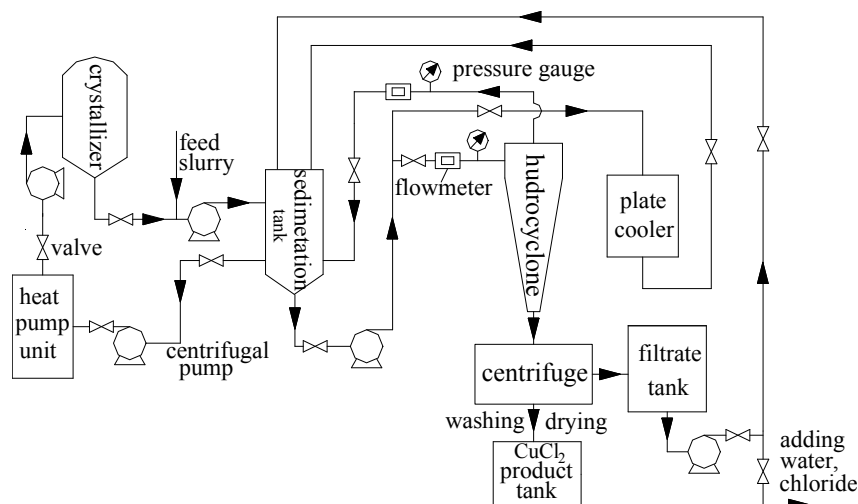 crystallizer
feed
slurry
pressure gauge
flowmeter
sedimetation
tank
hudrocyclone
plate
cooler
valve
heat
pump
unit
centrifugal
pump
centrifuge
filtrate
tank
washing drying
CuCl2
product
tank
adding
water,
chloride